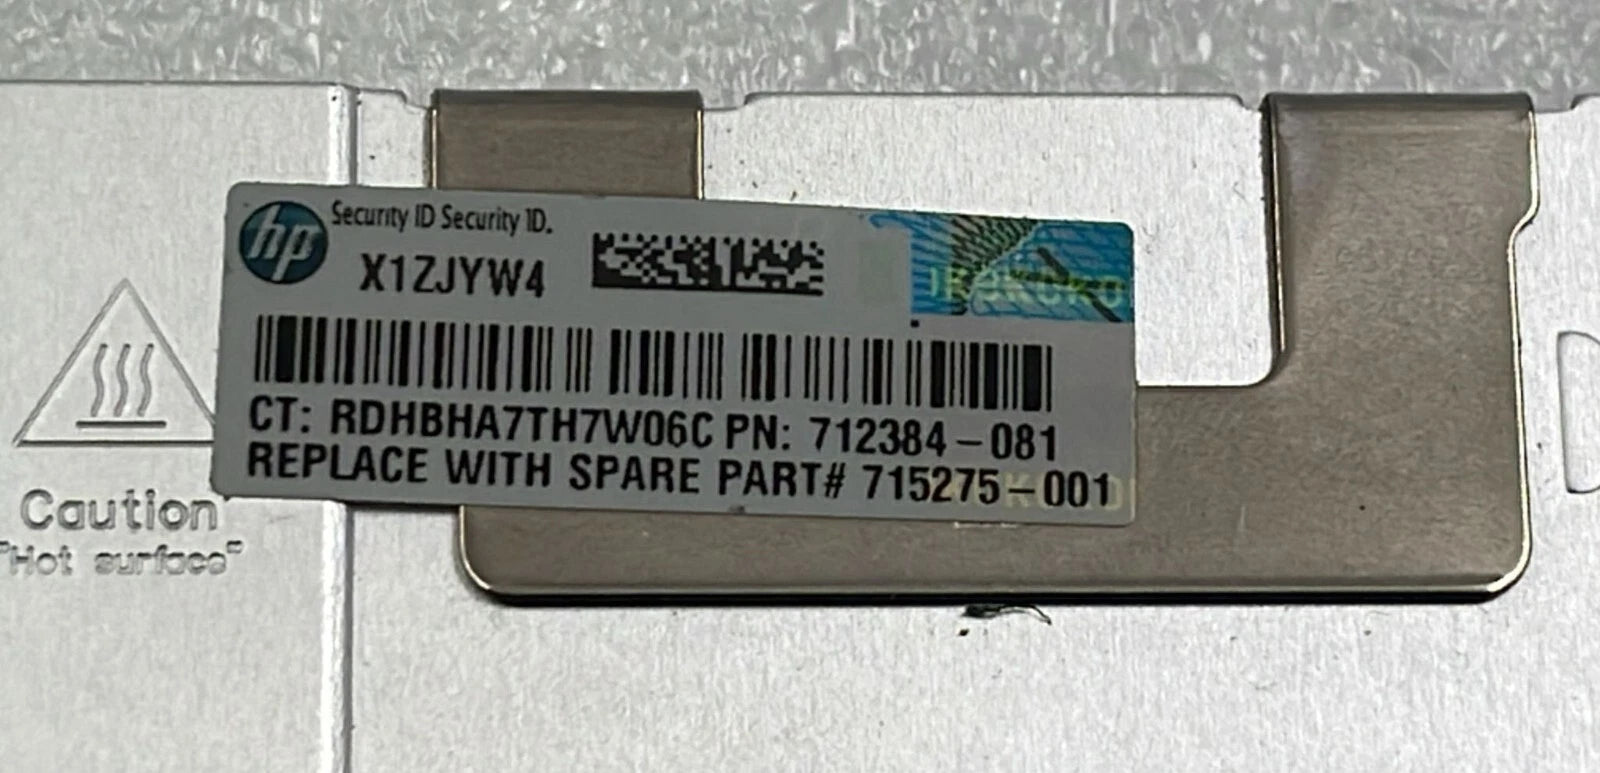 hp
Security ID Security ID.
X1ZJYW4
CT: RDHBHA7TH7W06C PN: 712384-081
REPLACE WITH SPARE PART# 715275-001
Caution
"Hot surface"